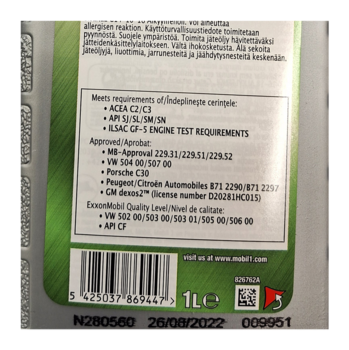 allergisen reaktion. Käyttöturvallisuustiedote toimitetaan
pyynnöstä. Suojele ympäristöä. Toimita jäteöljy hyväksyttäväksi
jätteidenkäsittelylaitokseen. Vältä ihokosketusta. Älä sekoita
jäteöljyjä, liuottimia, jarrunesteitä ja jäähdytysnesteitä keskenään.
Meets requirements of/Îndeplineşte cerinţele:
• ACEA C2/C3
• API SJ/SL/SM/SN
• ILSAC GF-5 ENGINE TEST REQUIREMENTS
Approved/Aprobat:
• MB-Approval 229.31/229.51/229.52
• VW 504 00/507 00
• Porsche C30
• Peugeot/Citroën Automobiles B71 2290/B71 2297
• GM dexos2™ (license number D20281HC015)
ExxonMobil Quality Level/Nivel de calitate:
• VW 502 00/503 00/503 01/505 00/506 00
• API CF
visit us at www.mobil1.com
826762A
5 425037 869447 >
1L℮
N280560 26/08/2022 009951